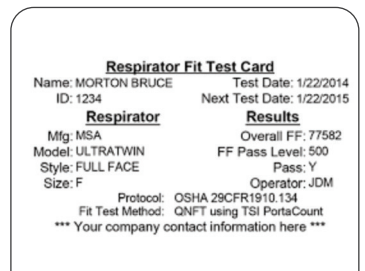 Respirator Fit Test Card
Name: MORTON BRUCE Test Date: 1/22/2014
ID: 1234 Next Test Date: 1/22/2015
Respirator Results
Mfg: MSA Overall FF: 77582
Model: ULTRATWIN FF Pass Level: 500
Style: FULL FACE Pass: Y
Size: F Operator: JDM
Protocol: OSHA 29CFR1910.134
Fit Test Method: QNFT using TSI PortaCount
*** Your company contact information here ***